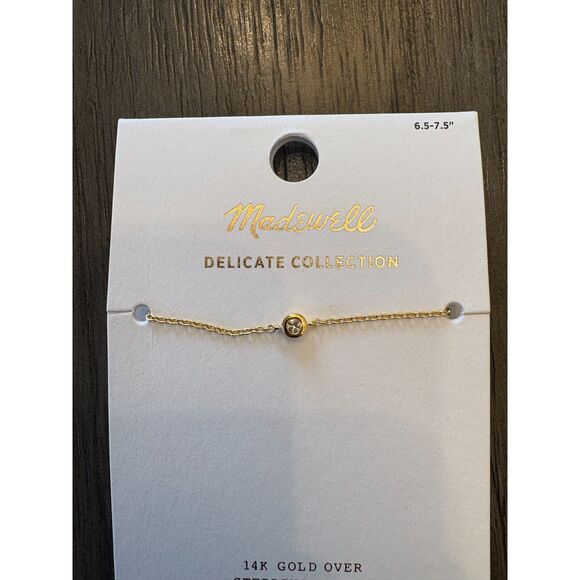 6.5-7.5"
Madewell
DELICATE COLLECTION
14K GOLD OVER